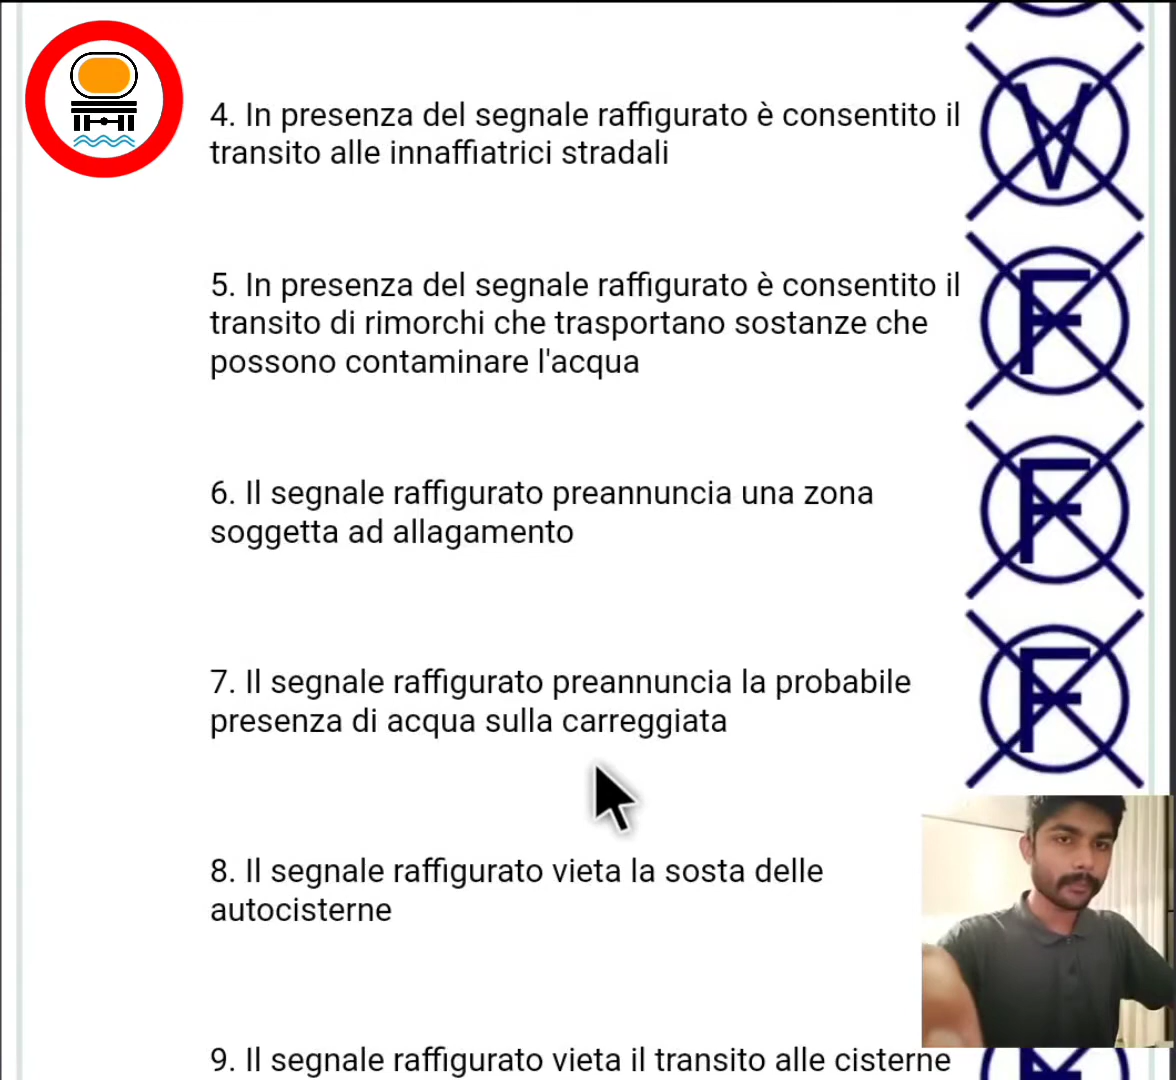 4. In presenza del segnale raffigurato è consentito il
transito alle innaffiatrici stradali
V
5. In presenza del segnale raffigurato è consentito il
transito di rimorchi che trasportano sostanze che
possono contaminare l'acqua
F
6. Il segnale raffigurato preannuncia una zona
soggetta ad allagamento
F
7. Il segnale raffigurato preannuncia la probabile
presenza di acqua sulla carreggiata
F
8. Il segnale raffigurato vieta la sosta delle
autocisterne
9. Il segnale raffigurato vieta il transito alle cisterne